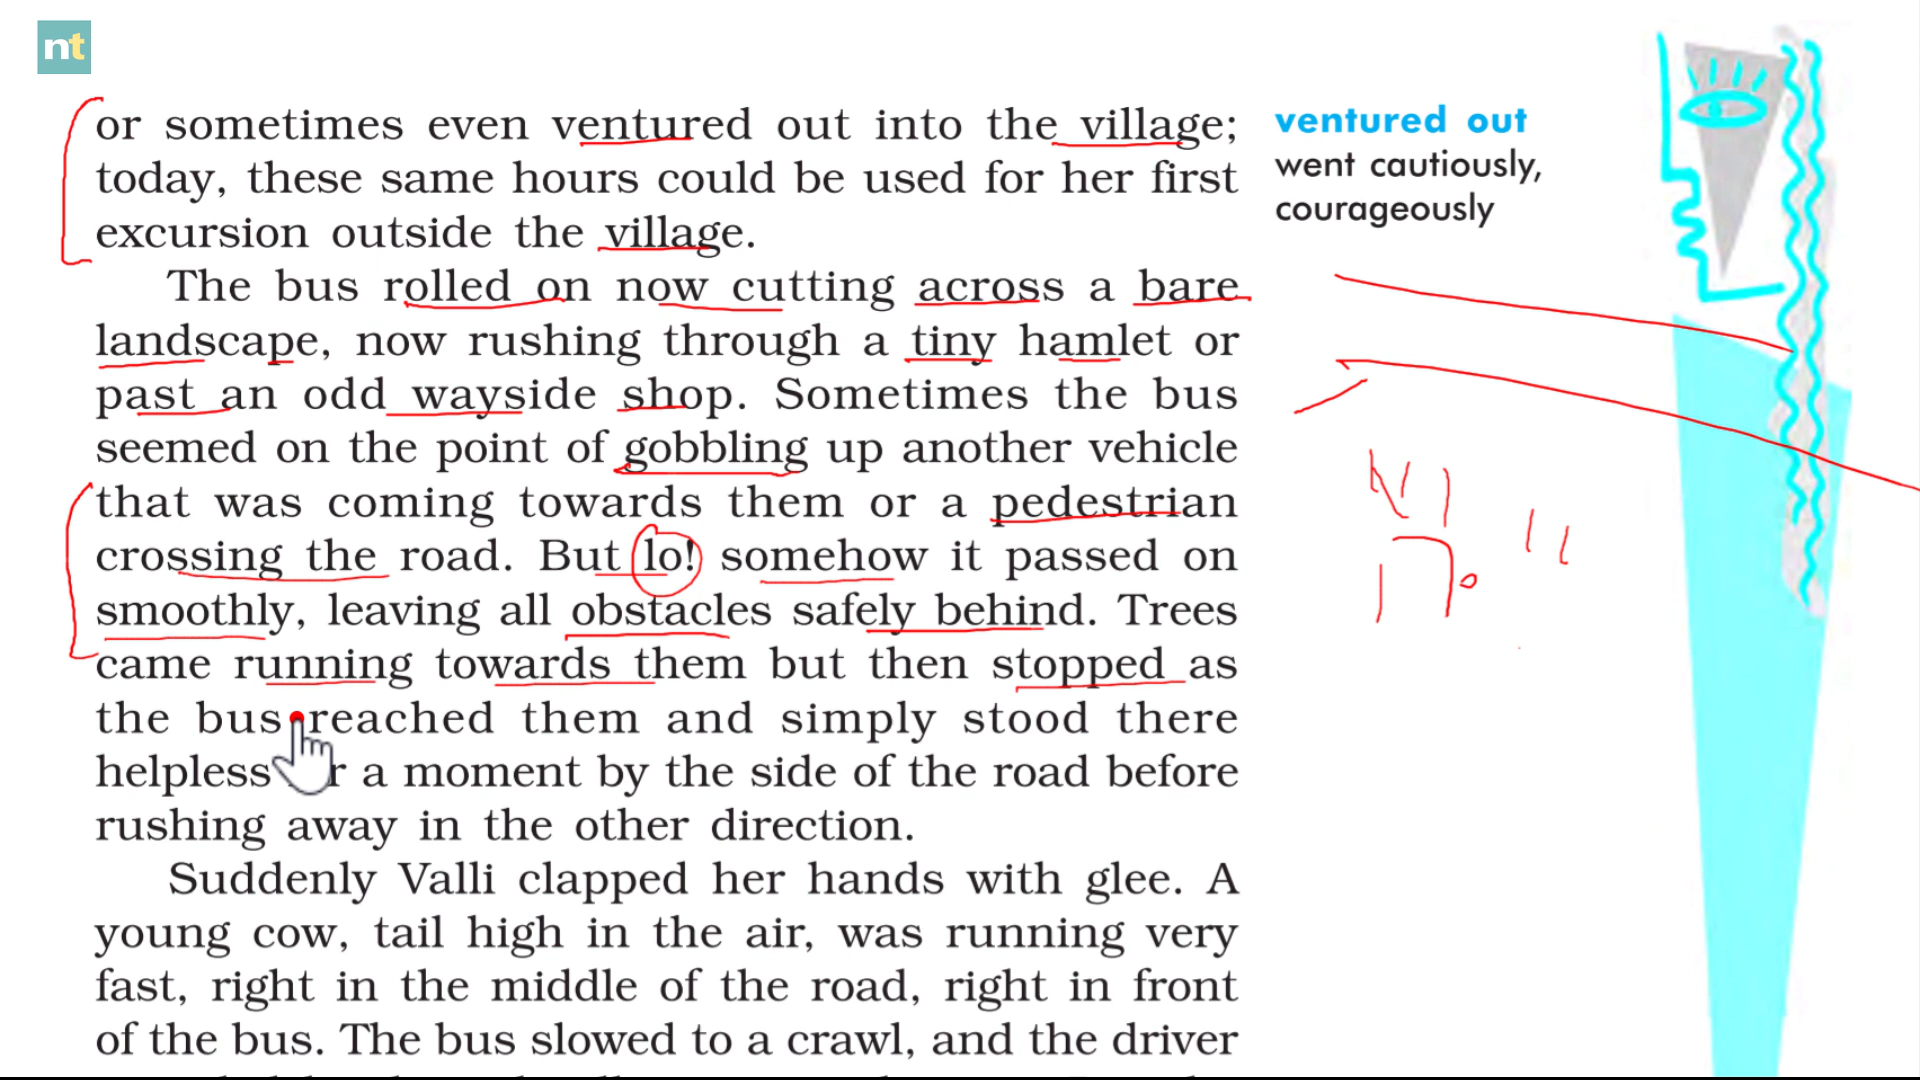 nt
or sometimes even ventured out into the village;
today, these same hours could be used for her first
excursion outside the village.
The bus rolled on now cutting across a bare
landscape, now rushing through a tiny hamlet or
past an odd wayside shop. Sometimes the bus
seemed on the point of gobbling up another vehicle
that was coming towards them or a pedestrian
crossing the road. But lo! somehow it passed on
smoothly, leaving all obstacles safely behind. Trees
came running towards them but then stopped as
the bus reached them and simply stood there
helpless a moment by the side of the road before
rushing away in the other direction.
Suddenly Valli clapped her hands with glee. A
young cow, tail high in the air, was running very
fast, right in the middle of the road, right in front
of the bus. The bus slowed to a crawl, and the driver
ventured out
went cautiously,
courageously